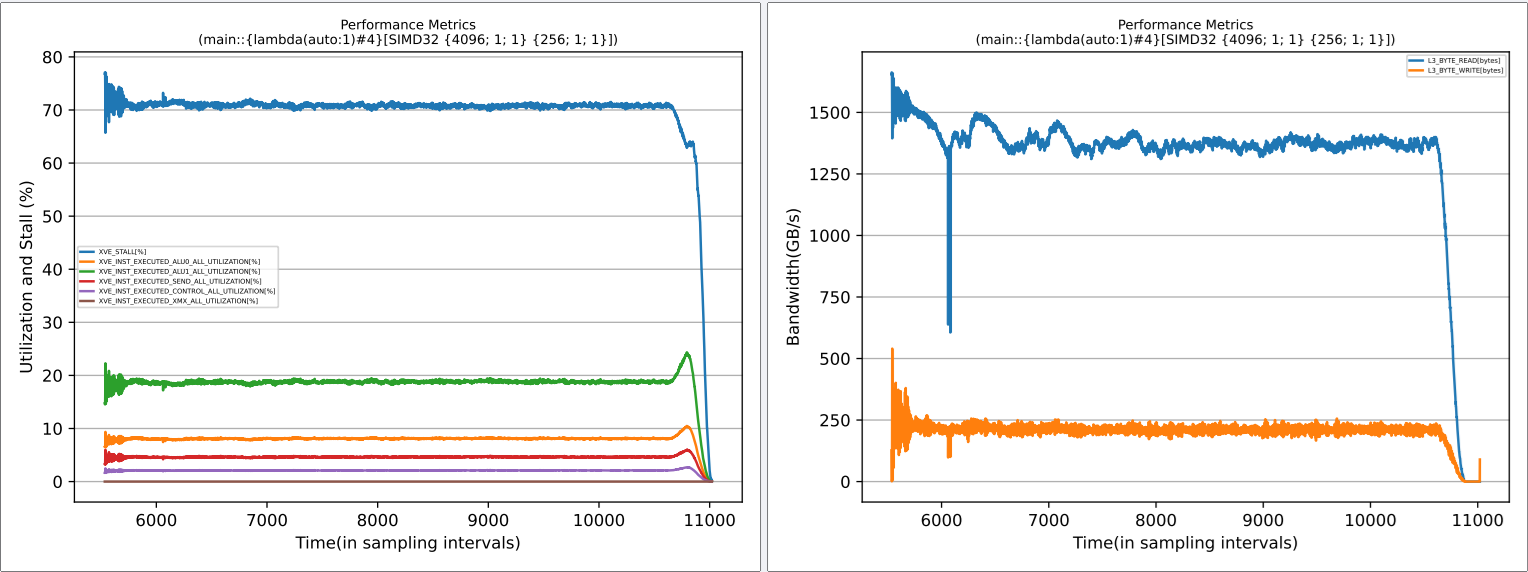 Performance Metrics
(main::{lambda(auto:1)#4}[SIMD32 {4096; 1; 1} {256; 1; 1}])
80
70
60
50
40
30
20
10
0
Utilization and Stall (%)
XVE_STALL[%]
XVE_INST_EXECUTED_ALU0_ALL_UTILIZATION[%]
XVE_INST_EXECUTED_ALU1_ALL_UTILIZATION[%]
XVE_INST_EXECUTED_SEND_ALL_UTILIZATION[%]
XVE_INST_EXECUTED_CONTROL_ALL_UTILIZATION[%]
XVE_INST_EXECUTED_XMX_ALL_UTILIZATION[%]
6000 7000 8000 9000 10000 11000
Time(in sampling intervals)
Performance Metrics
(main::{lambda(auto:1)#4}[SIMD32 {4096; 1; 1} {256; 1; 1}])
L3_BYTE_READ[bytes]
L3_BYTE_WRITE[bytes]
1500
1250
1000
750
500
250
0
Bandwidth(GB/s)
6000 7000 8000 9000 10000 11000
Time(in sampling intervals)